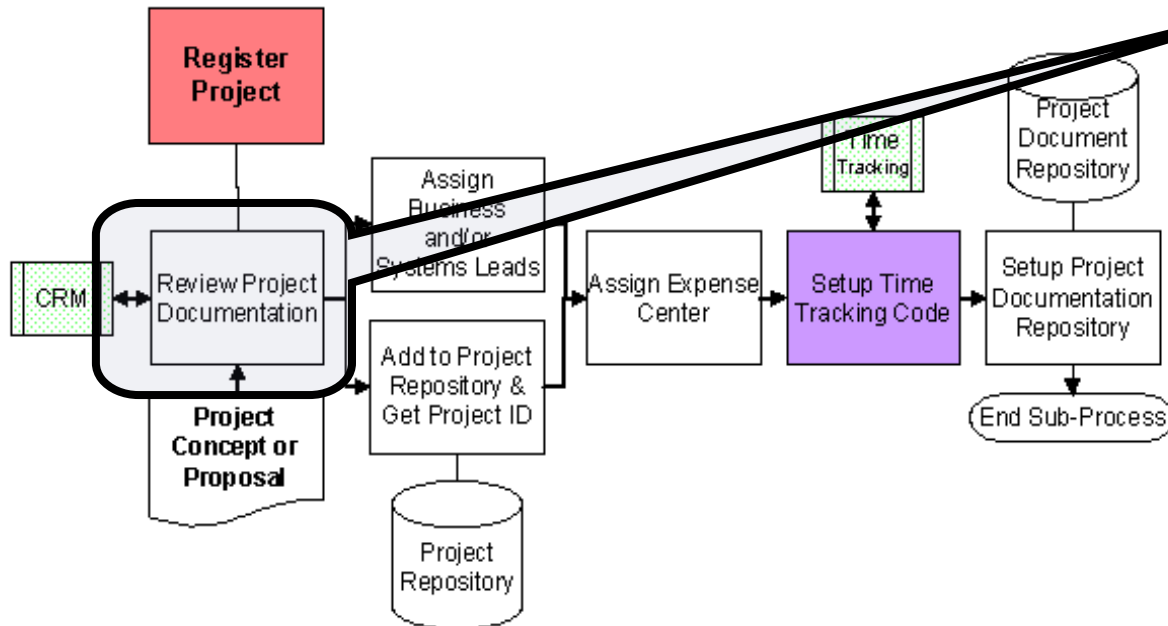 Register
Project
Project
Document
Repository
Time
Tracking
Assign
Business
and/or
Systems Leads
CRM
Review Project
Documentation
Assign Expense
Center
Setup Time
Tracking Code
Setup Project
Documentation
Repository
Add to Project
Repository &
Get Project ID
End Sub-Process
Project
Concept or
Proposal
Project
Repository